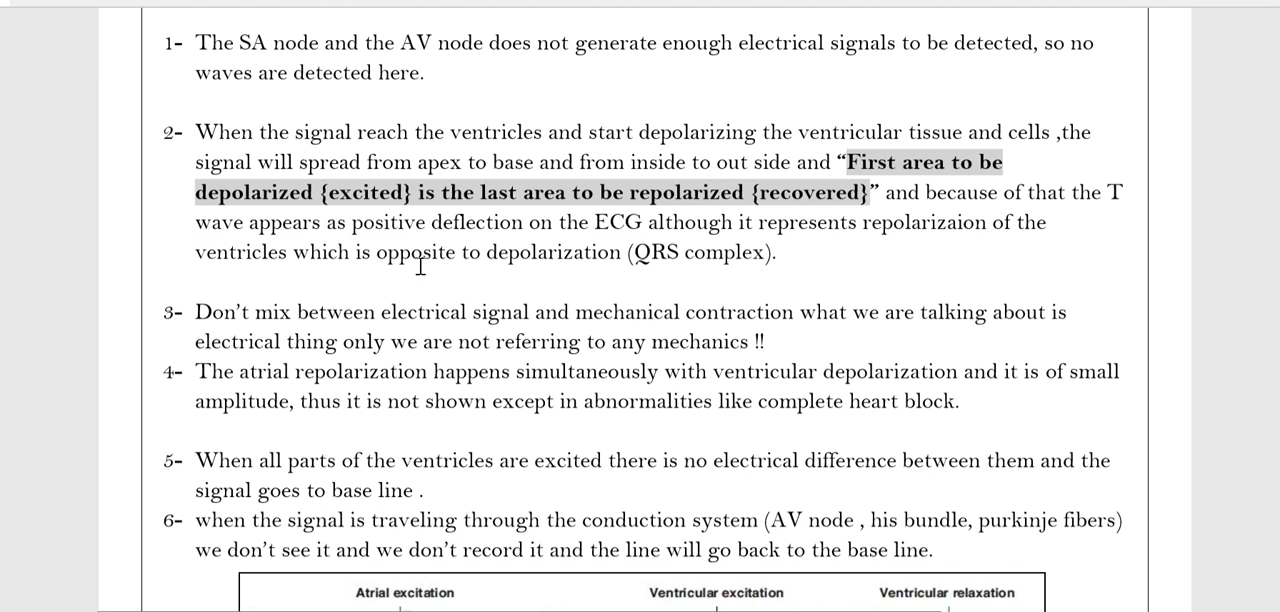 1- The SA node and the AV node does not generate enough electrical signals to be detected, so no
waves are detected here.
2- When the signal reach the ventricles and start depolarizing the ventricular tissue and cells ,the
signal will spread from apex to base and from inside to out side and “First area to be
depolarized {excited} is the last area to be repolarized {recovered}” and because of that the T
wave appears as positive deflection on the ECG although it represents repolarizaion of the
ventricles which is opposite to depolarization (QRS complex).
3- Don’t mix between electrical signal and mechanical contraction what we are talking about is
electrical thing only we are not referring to any mechanics !!
4- The atrial repolarization happens simultaneously with ventricular depolarization and it is of small
amplitude, thus it is not shown except in abnormalities like complete heart block.
5- When all parts of the ventricles are excited there is no electrical difference between them and the
signal goes to base line .
6- when the signal is traveling through the conduction system (AV node , his bundle, purkinje fibers)
we don’t see it and we don’t record it and the line will go back to the base line.
Atrial excitation Ventricular excitation Ventricular relaxation